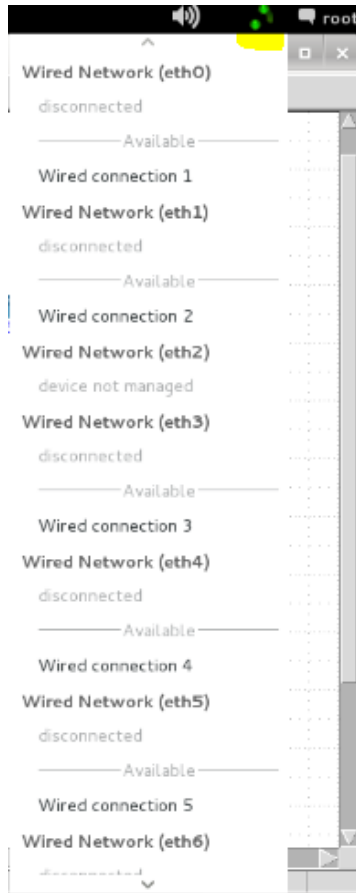 root
Wired Network (eth0)
disconnected
Available
Wired connection 1
Wired Network (eth1)
disconnected
Available
Wired connection 2
Wired Network (eth2)
device not managed
Wired Network (eth3)
disconnected
Available
Wired connection 3
Wired Network (eth4)
disconnected
Available
Wired connection 4
Wired Network (eth5)
disconnected
Available
Wired connection 5
Wired Network (eth6)